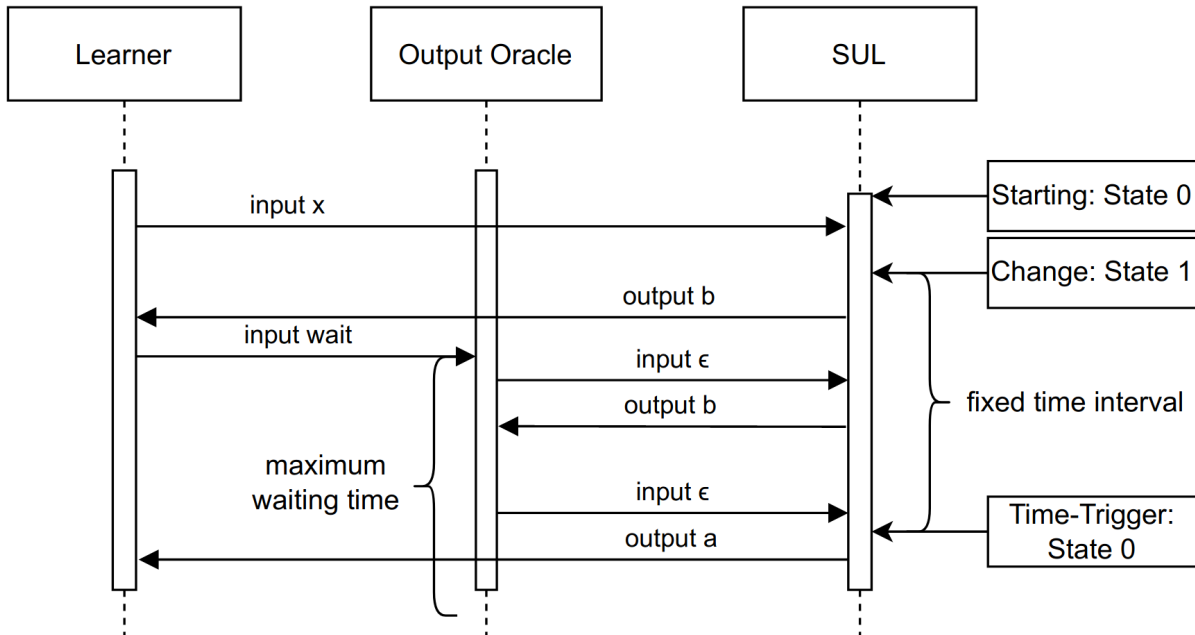 Learner
Output Oracle
SUL
Starting: State 0
input x
Change: State 1
output b
input wait
input ϵ
output b
fixed time interval
maximum
waiting time
input ϵ
Time-Trigger:
State 0
output a